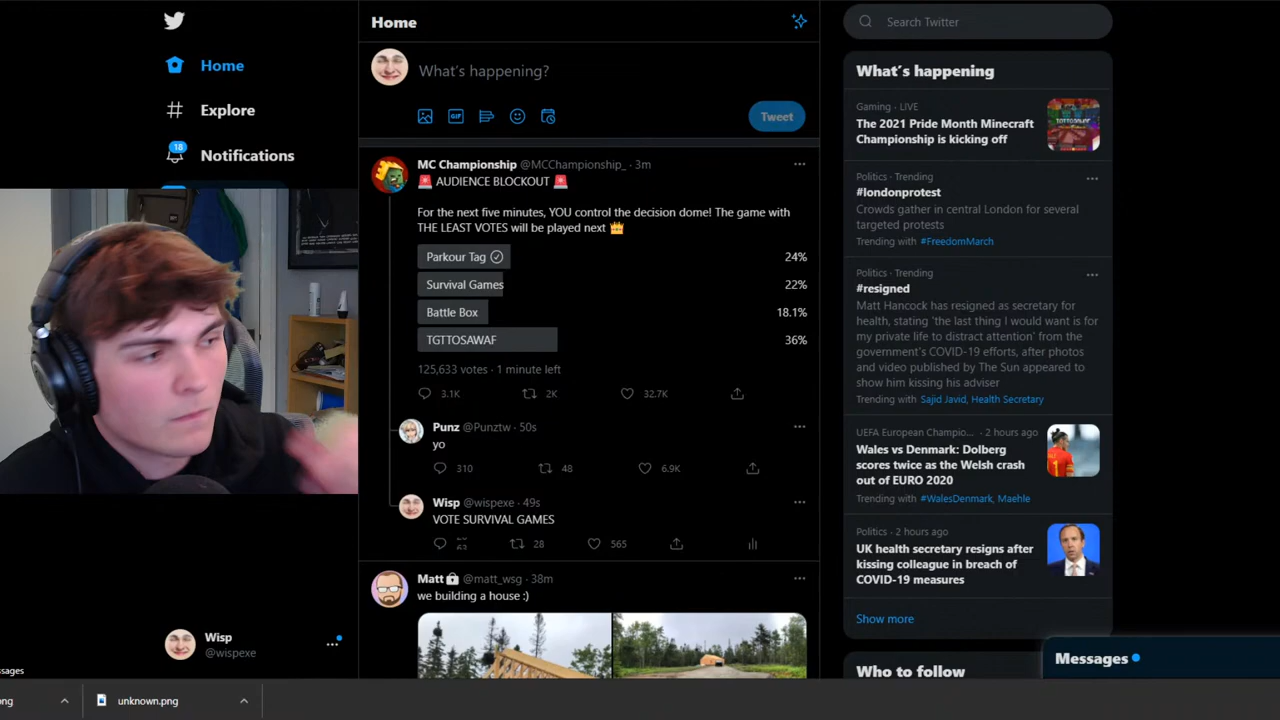 Home
Explore
18
Notifications
Wisp
@wispexe
ssages
png
unknown.png
Home
What's happening?
GIF
Tweet
MC Championship @MCChampionship_ · 3m
🚨 AUDIENCE BLOCKOUT 🚨
For the next five minutes, YOU control the decision dome! The game with
THE LEAST VOTES will be played next 👑
Parkour Tag 24%
Survival Games 22%
Battle Box 18.1%
TGTTOSAWAF 36%
125,633 votes · 1 minute left
3.1K 2K 32.7K
Punz @Punztw · 50s
yo
310 48 6.9K
Wisp @wispexe · 49s
VOTE SURVIVAL GAMES
28 565
Matt @matt_wsg · 38m
we building a house :)
Search Twitter
What's happening
Gaming · LIVE
The 2021 Pride Month Minecraft
Championship is kicking off
Politics · Trending
#londonprotest
Crowds gather in central London for several
targeted protests
Trending with #FreedomMarch
Politics · Trending
#resigned
Matt Hancock has resigned as secretary for
health, stating 'the last thing I would want is for
my private life to distract attention' from the
government's COVID-19 efforts, after photos
and video published by The Sun appeared to
show him kissing his adviser
Trending with Sajid Javid, Health Secretary
UEFA European Champio... · 2 hours ago
Wales vs Denmark: Dolberg
scores twice as the Welsh crash
out of EURO 2020
Trending with #WalesDenmark, Maehle
Politics · 2 hours ago
UK health secretary resigns after
kissing colleague in breach of
COVID-19 measures
Show more
Who to follow
Messages